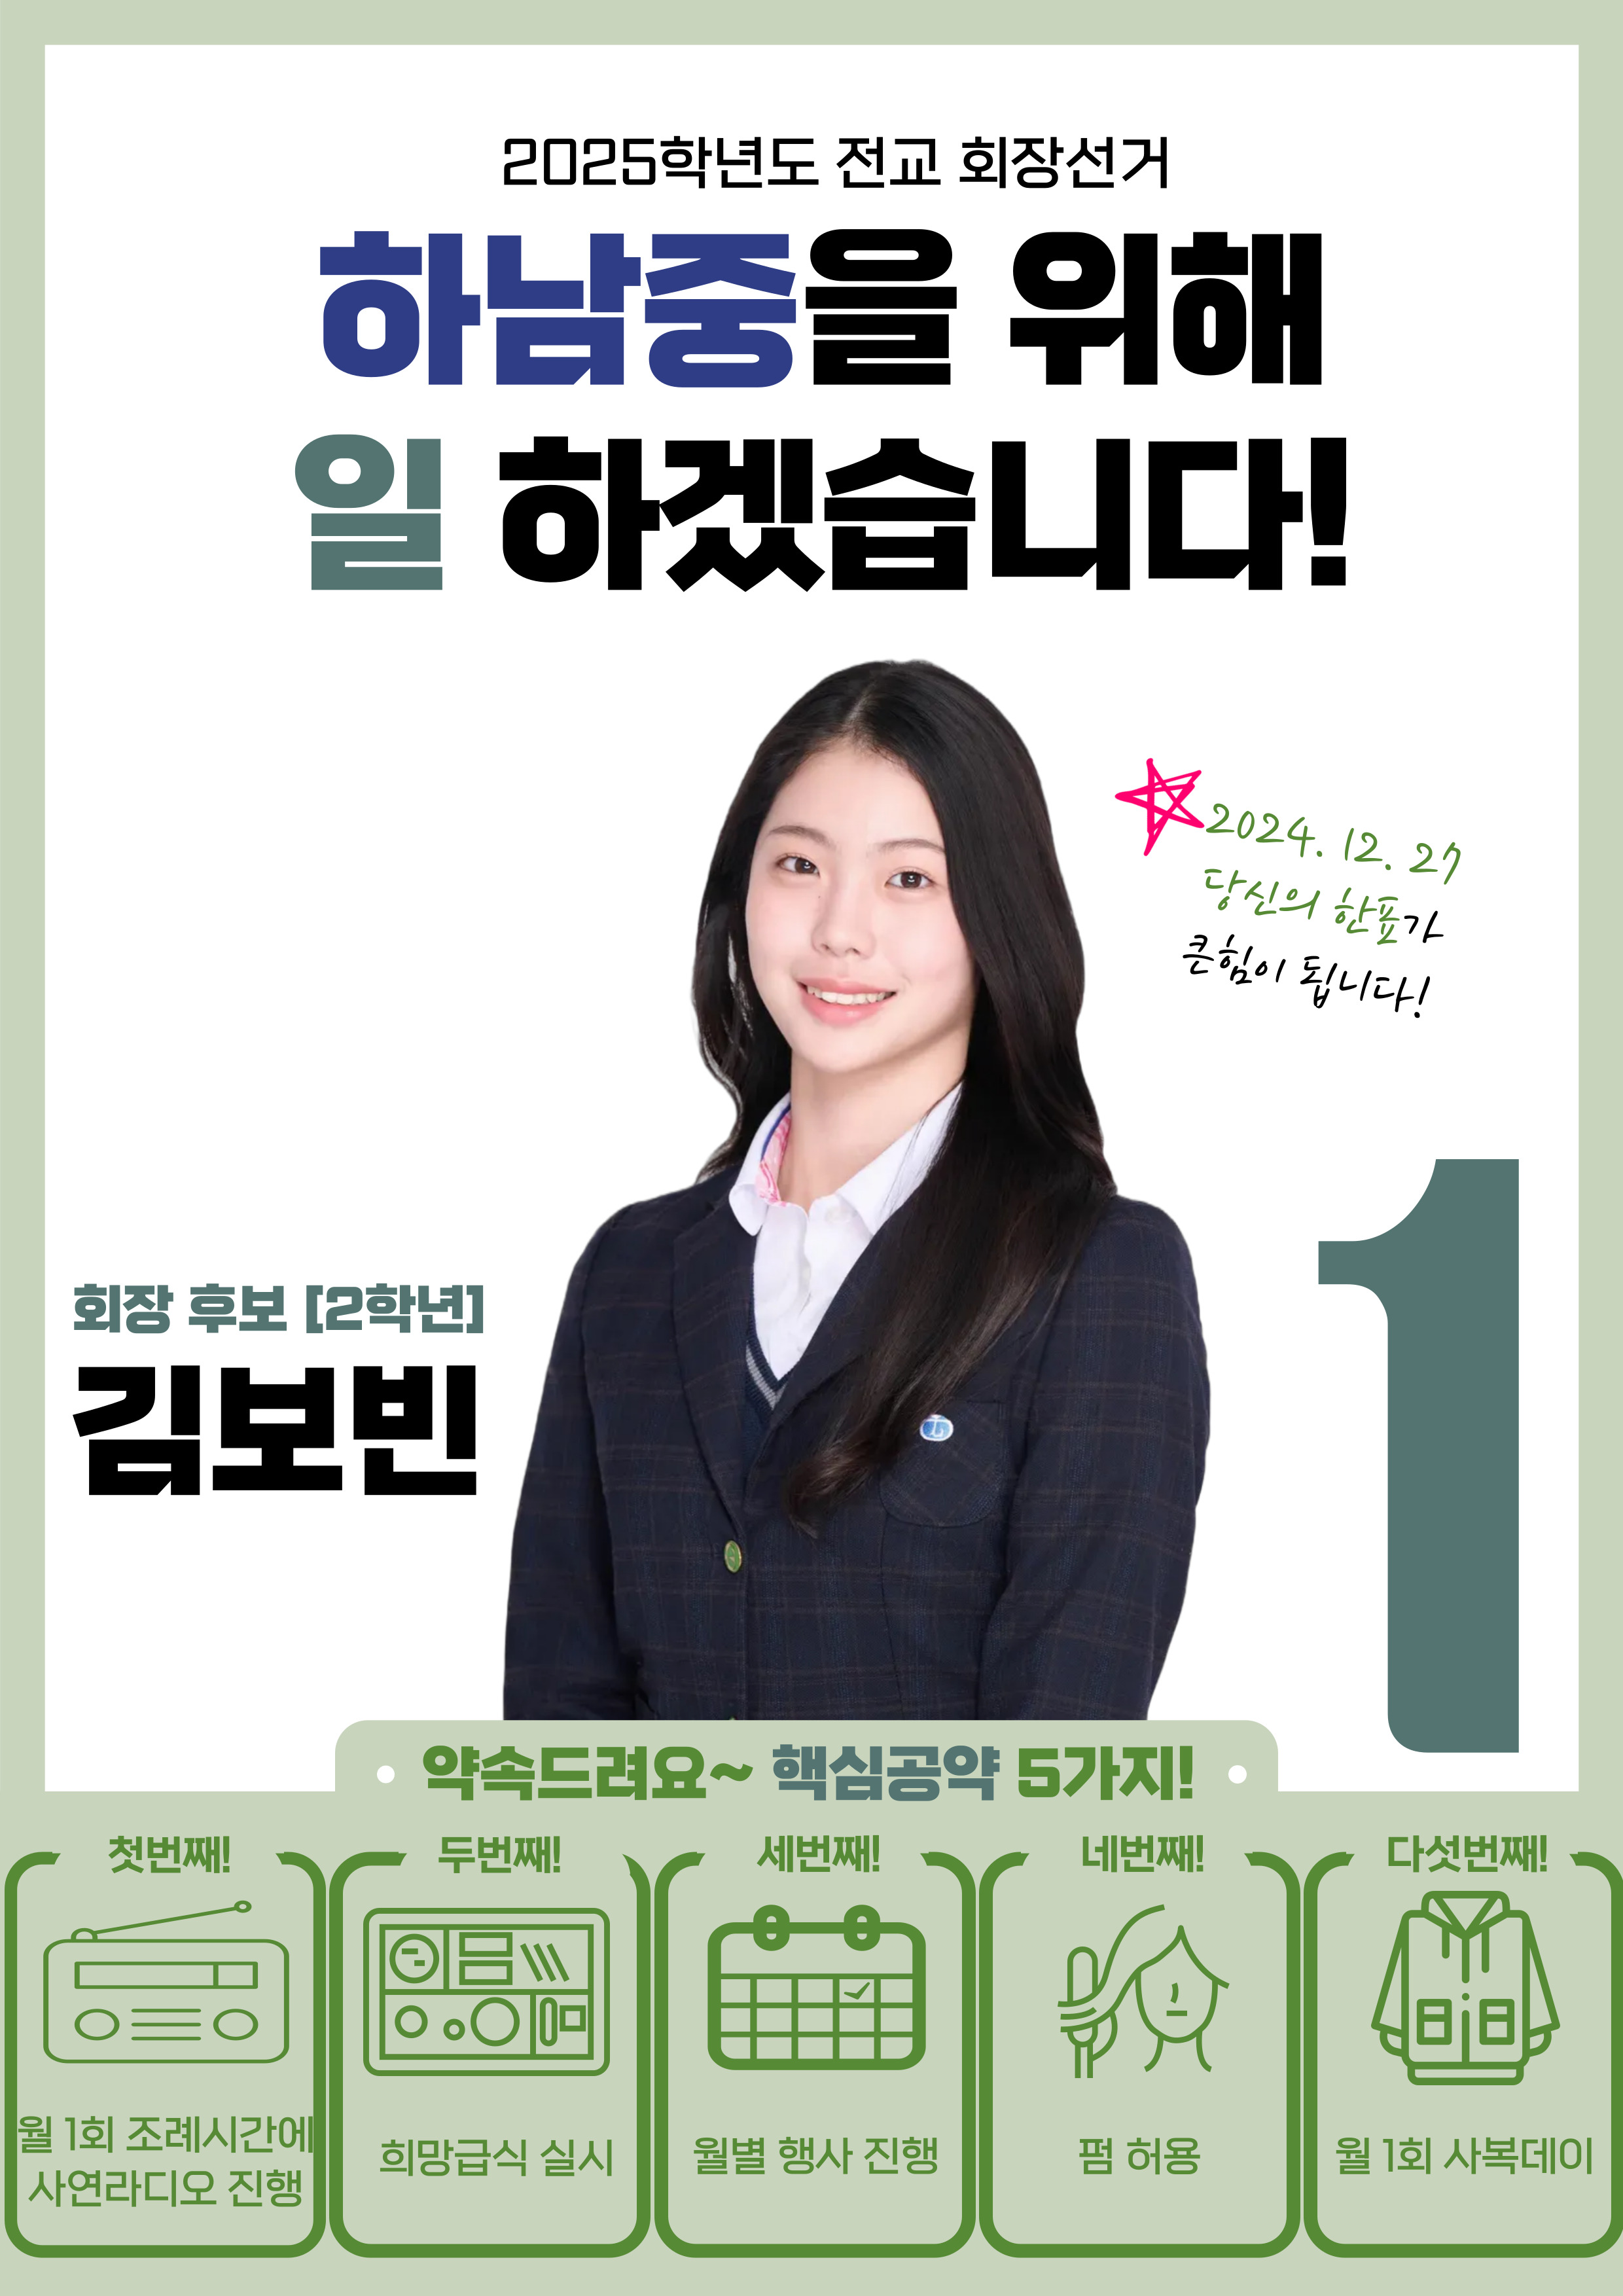 2025학년도 전교 회장선거
하남중을 위해
일 하겠습니다!
2024. 12. 27
당신의 한표가
큰힘이 됩니다!
1
회장 후보 [2학년]
김보빈
약속드려요~ 핵심공약 5가지!
첫번째!
월 1회 조례시간에
사연라디오 진행
두번째!
희망급식 실시
세번째!
월별 행사 진행
네번째!
펌 허용
다섯번째!
월 1회 사복데이